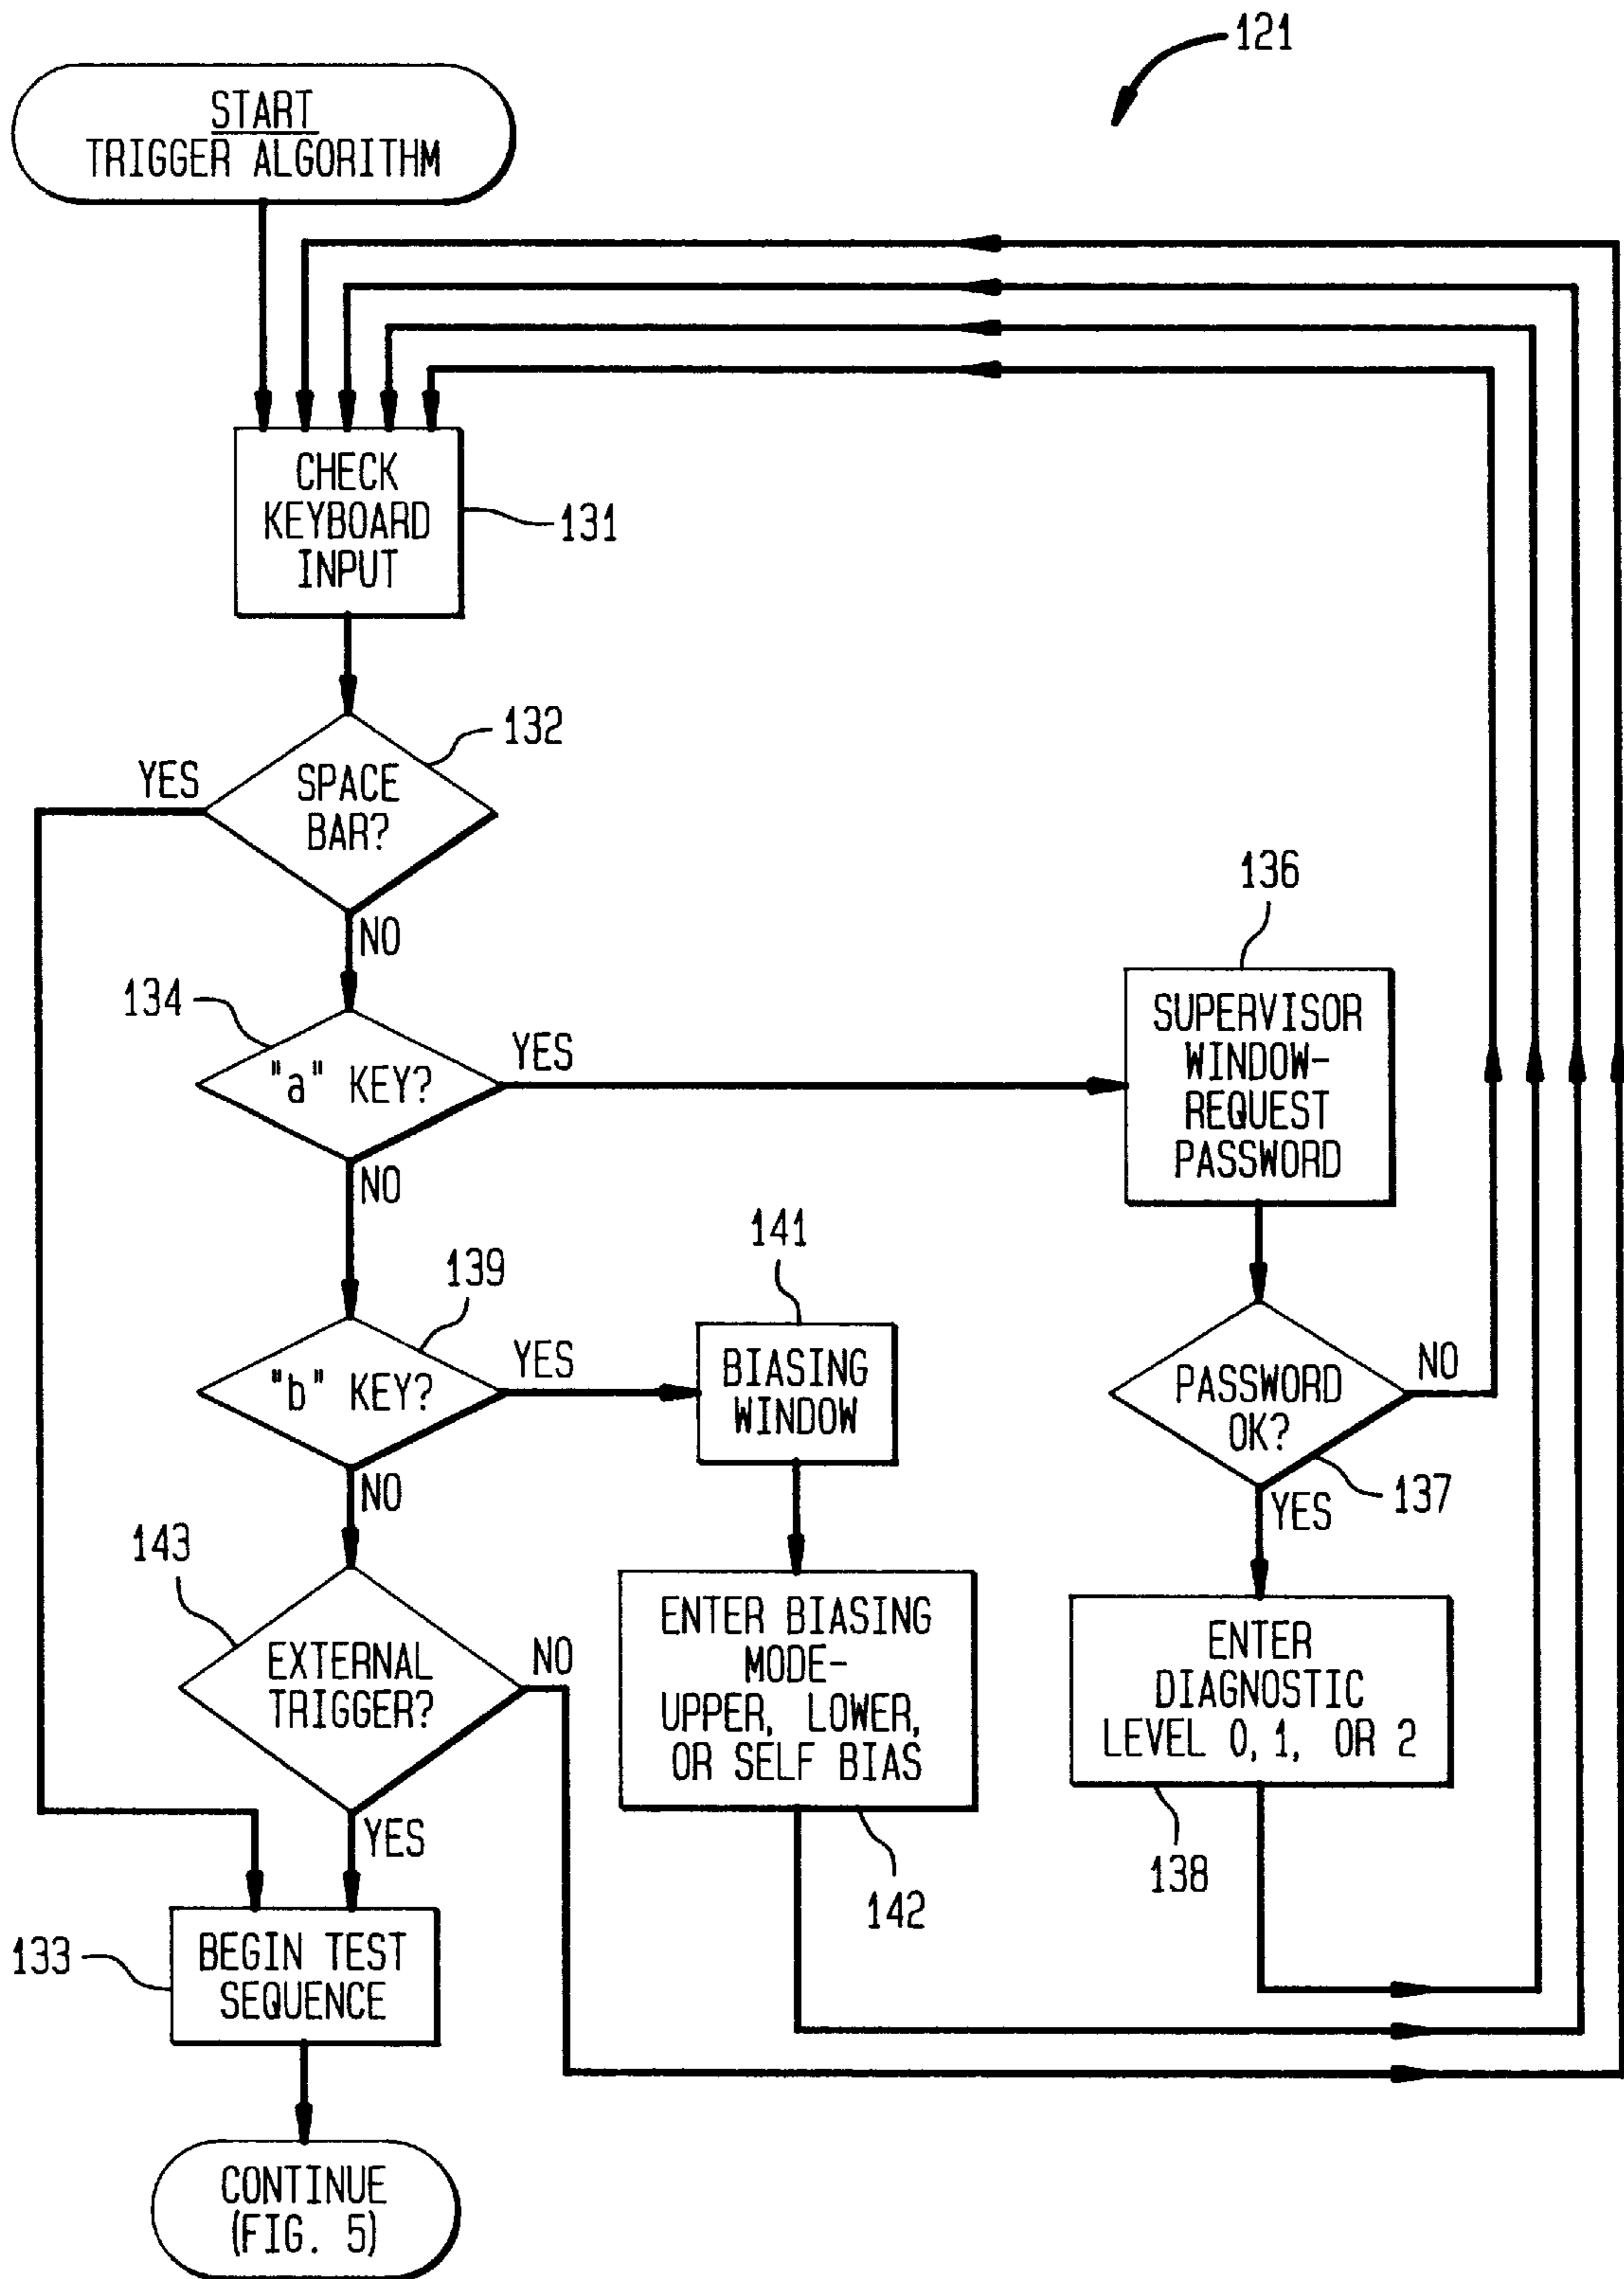 121
START
TRIGGER ALGORITHM
CHECK
KEYBOARD
INPUT
131
132
YES
SPACE
BAR?
NO
136
134
"a" KEY?
YES
SUPERVISOR
WINDOW-
REQUEST
PASSWORD
NO
141
139
"b" KEY?
YES
BIASING
WINDOW
PASSWORD
OK?
NO
137
NO
YES
143
EXTERNAL
TRIGGER?
NO
ENTER BIASING
MODE-
UPPER, LOWER,
OR SELF BIAS
ENTER
DIAGNOSTIC
LEVEL 0, 1, OR 2
YES
138
142
133
BEGIN TEST
SEQUENCE
CONTINUE
(FIG. 5)